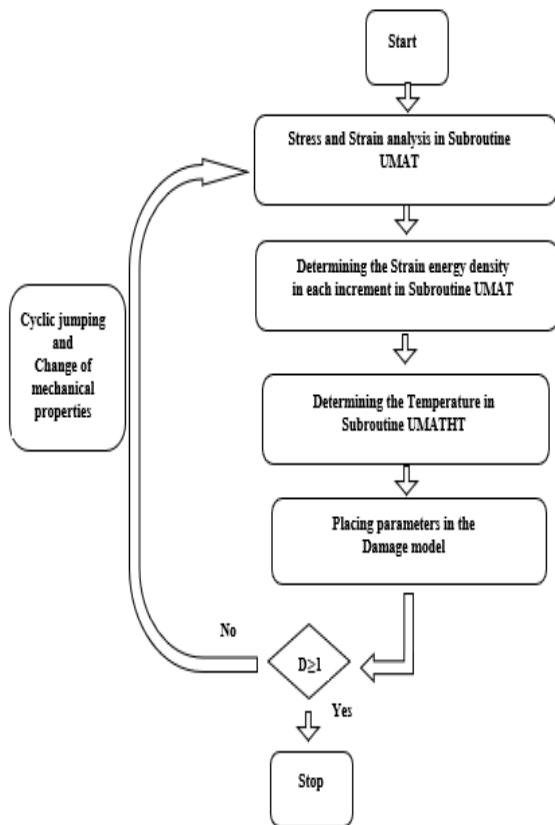 Start
Stress and Strain analysis in Subroutine
UMAT
Determining the Strain energy density
in each increment in Subroutine UMAT
Cyclic jumping
and
Change of
mechanical
properties
Determining the Temperature in
Subroutine UMATHT
Placing parameters in the
Damage model
No
D≥1
Yes
Stop